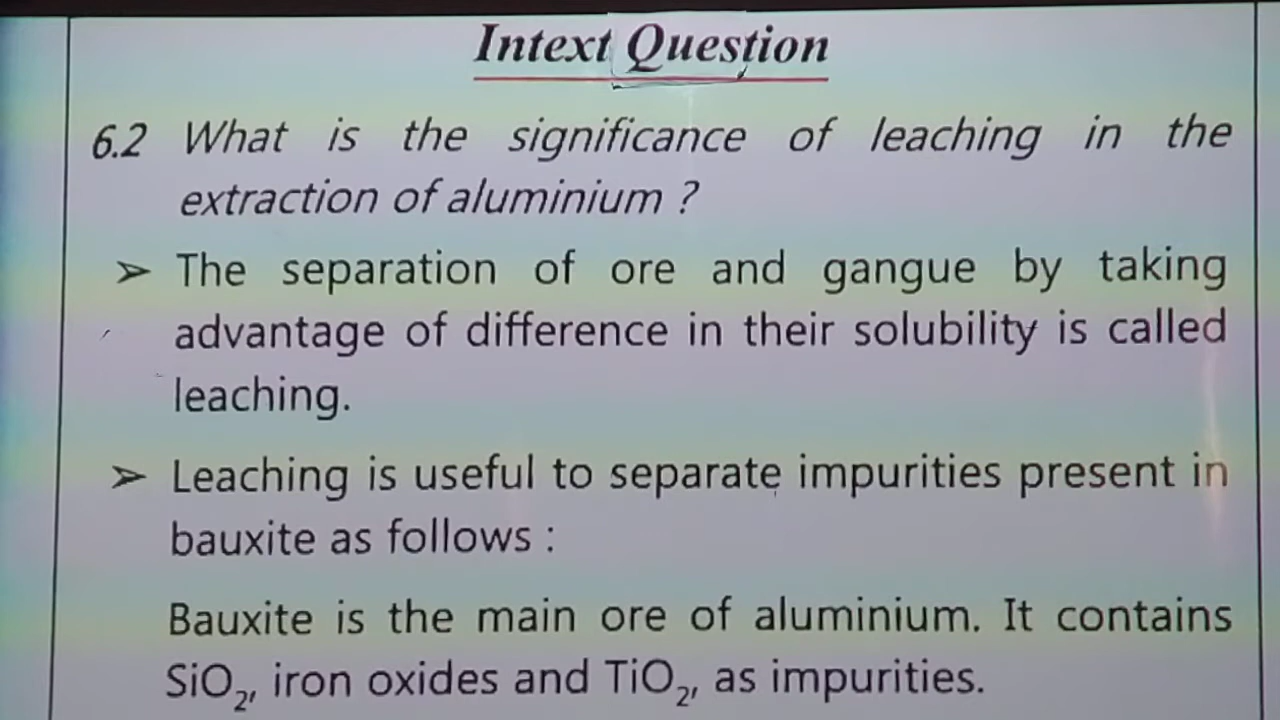 Intext Question
6.2 What is the significance of leaching in the
extraction of aluminium ?
➢ The separation of ore and gangue by taking
advantage of difference in their solubility is called
leaching.
➢ Leaching is useful to separate impurities present in
bauxite as follows :
Bauxite is the main ore of aluminium. It contains
SiO₂, iron oxides and TiO₂, as impurities.